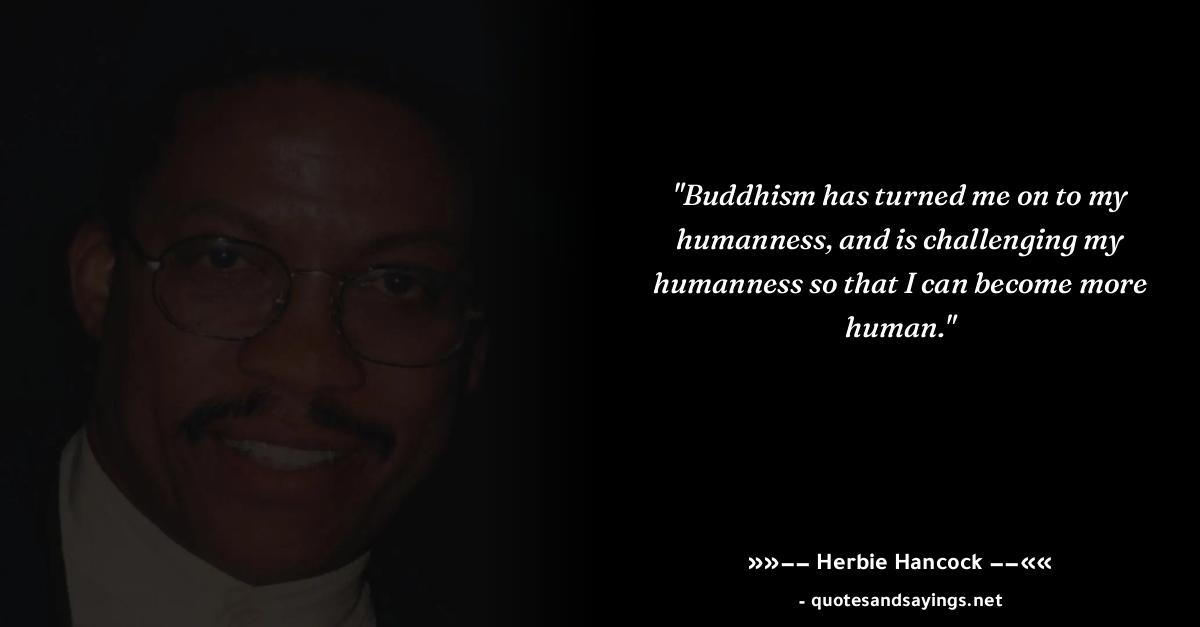 "Buddhism has turned me on to my
humanness, and is challenging my
humanness so that I can become more
human."
»»–– Herbie Hancock ––««
- quotesandsayings.net